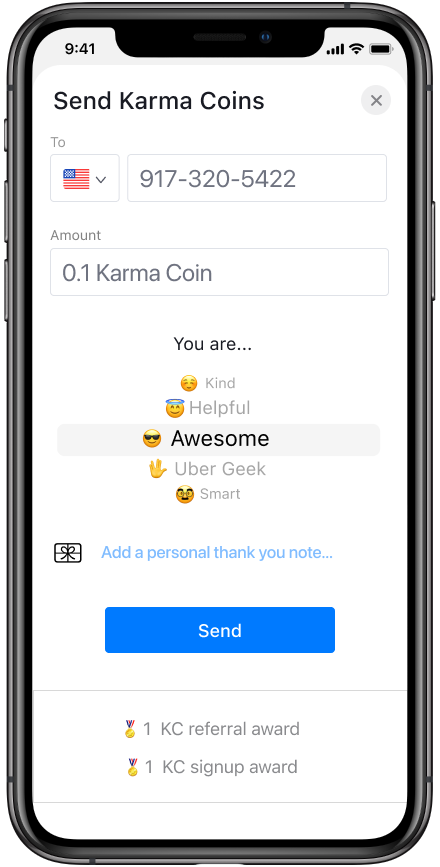 9:41
Send Karma Coins
To
917-320-5422
Amount
0.1 Karma Coin
You are...
Kind
Helpful
Awesome
Uber Geek
Smart
Add a personal thank you note...
Send
1 KC referral award
1 KC signup award